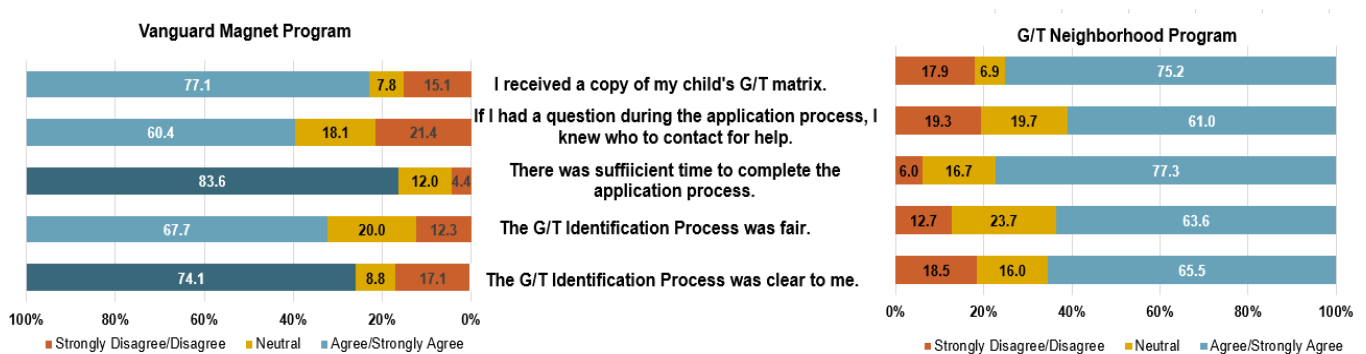 Vanguard Magnet Program
G/T Neighborhood Program
77.1 7.8 15.1
I received a copy of my child's G/T matrix.
17.9 6.9 75.2
60.4 18.1 21.4
If I had a question during the application process, I
knew who to contact for help.
19.3 19.7 61.0
83.6 12.0 4.4
There was suffiicient time to complete the
application process.
6.0 16.7 77.3
67.7 20.0 12.3
The G/T Identification Process was fair.
12.7 23.7 63.6
74.1 8.8 17.1
The G/T Identification Process was clear to me.
18.5 16.0 65.5
100% 80% 60% 40% 20% 0%
0% 20% 40% 60% 80% 100%
Strongly Disagree/Disagree Neutral Agree/Strongly Agree
Strongly Disagree/Disagree Neutral Agree/Strongly Agree